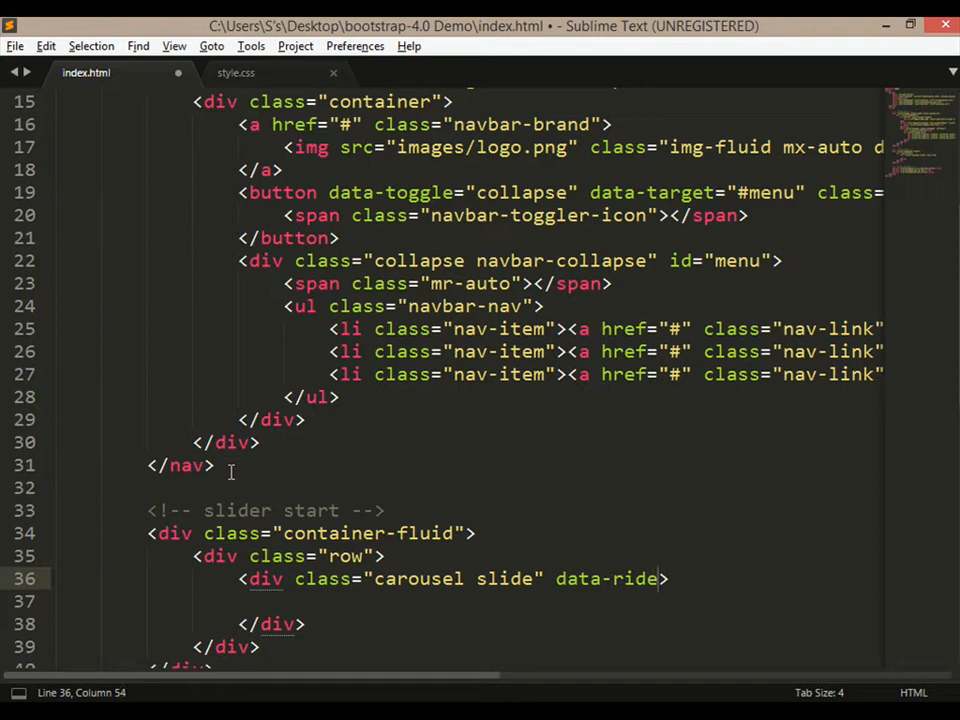 C:\Users\S's\Desktop\bootstrap-4.0 Demo\index.html • - Sublime Text (UNREGISTERED)
File Edit Selection Find View Goto Tools Project Preferences Help
index.html style.css
15 <div class="container">
16 <a href="#" class="navbar-brand">
17 <img src="images/logo.png" class="img-fluid mx-auto d
18 </a>
19 <button data-toggle="collapse" data-target="#menu" class=
20 <span class="navbar-toggler-icon"></span>
21 </button>
22 <div class="collapse navbar-collapse" id="menu">
23 <span class="mr-auto"></span>
24 <ul class="navbar-nav">
25 <li class="nav-item"><a href="#" class="nav-link"
26 <li class="nav-item"><a href="#" class="nav-link"
27 <li class="nav-item"><a href="#" class="nav-link"
28 </ul>
29 </div>
30 </div>
31 </nav>
32
33 <!-- slider start -->
34 <div class="container-fluid">
35 <div class="row">
36 <div class="carousel slide" data-ride>
37
38 </div>
39 </div>
40 </div>
Line 36, Column 54 Tab Size: 4 HTML